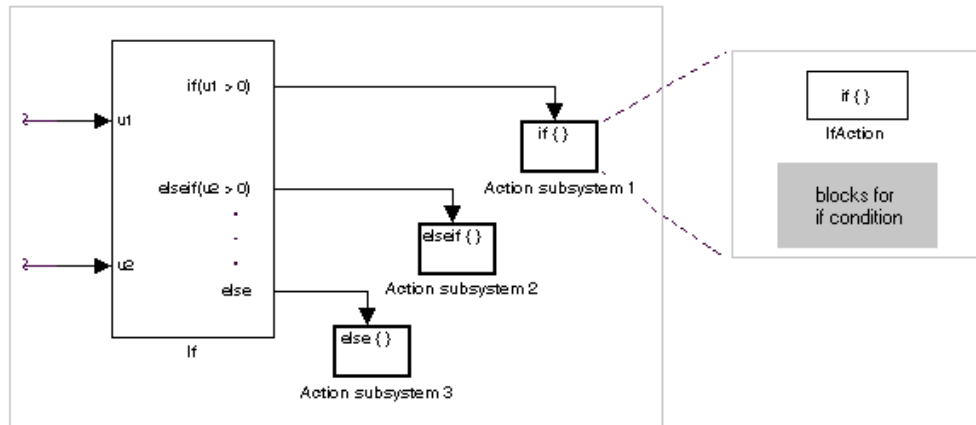 if(u1 > 0)
u1
if { }
Action subsystem 1
elseif(u2 > 0)
elseif { }
Action subsystem 2
u2
else
else { }
Action subsystem 3
If
if { }
IfAction
blocks for
if condition